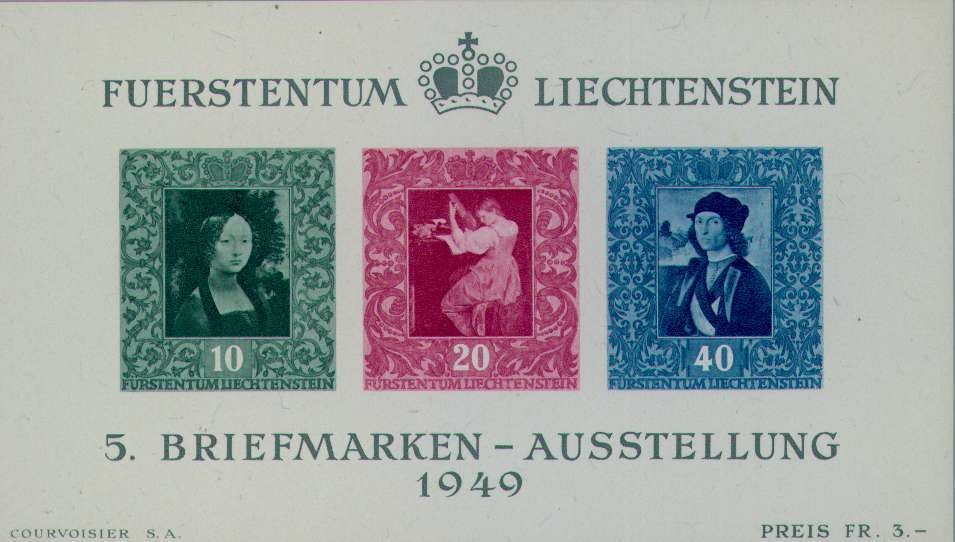 FUERSTENTUM LIECHTENSTEIN
10
FÜRSTENTUM LIECHTENSTEIN
20
FÜRSTENTUM LIECHTENSTEIN
40
FÜRSTENTUM LIECHTENSTEIN
5. BRIEFMARKEN – AUSSTELLUNG
1949
COURVOISIER S. A.
PREIS FR. 3.–